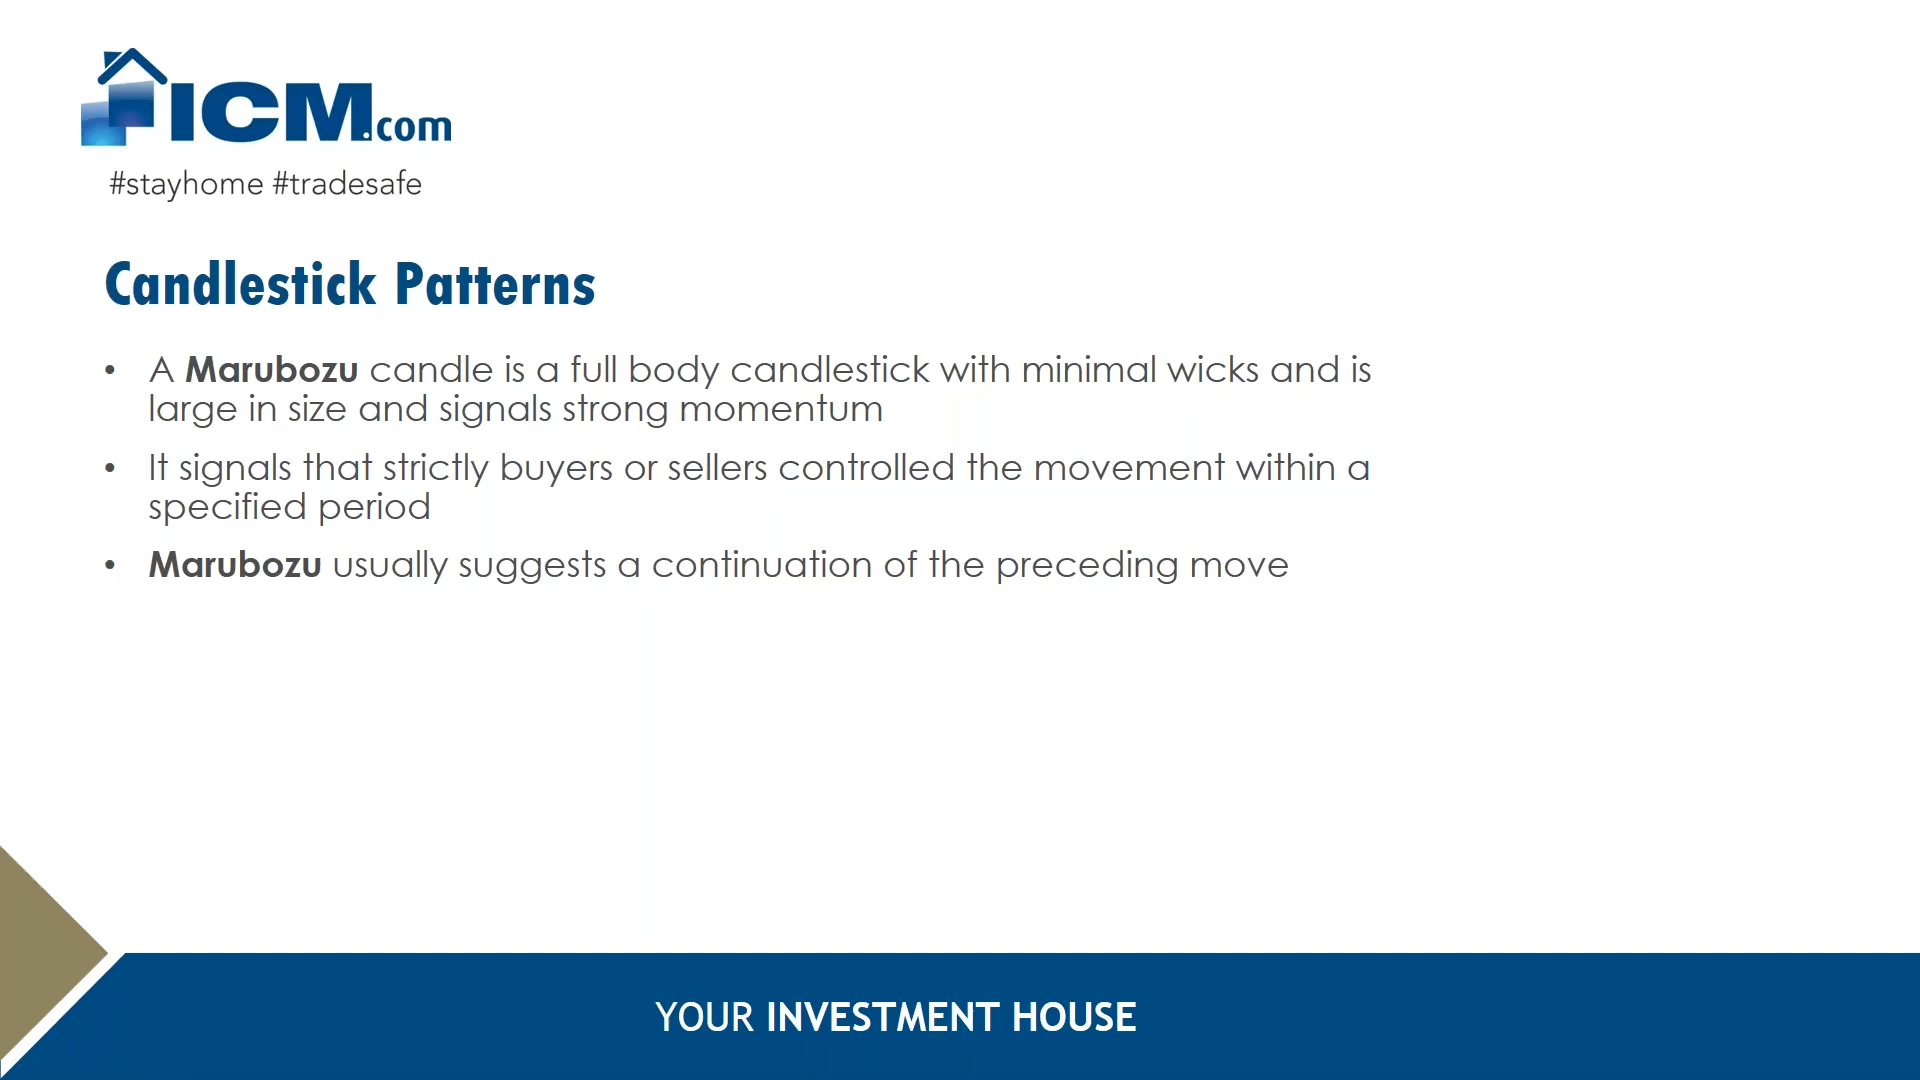 ICM.com
#stayhome #tradesafe
Candlestick Patterns
• A Marubozu candle is a full body candlestick with minimal wicks and is
large in size and signals strong momentum
• It signals that strictly buyers or sellers controlled the movement within a
specified period
• Marubozu usually suggests a continuation of the preceding move
YOUR INVESTMENT HOUSE